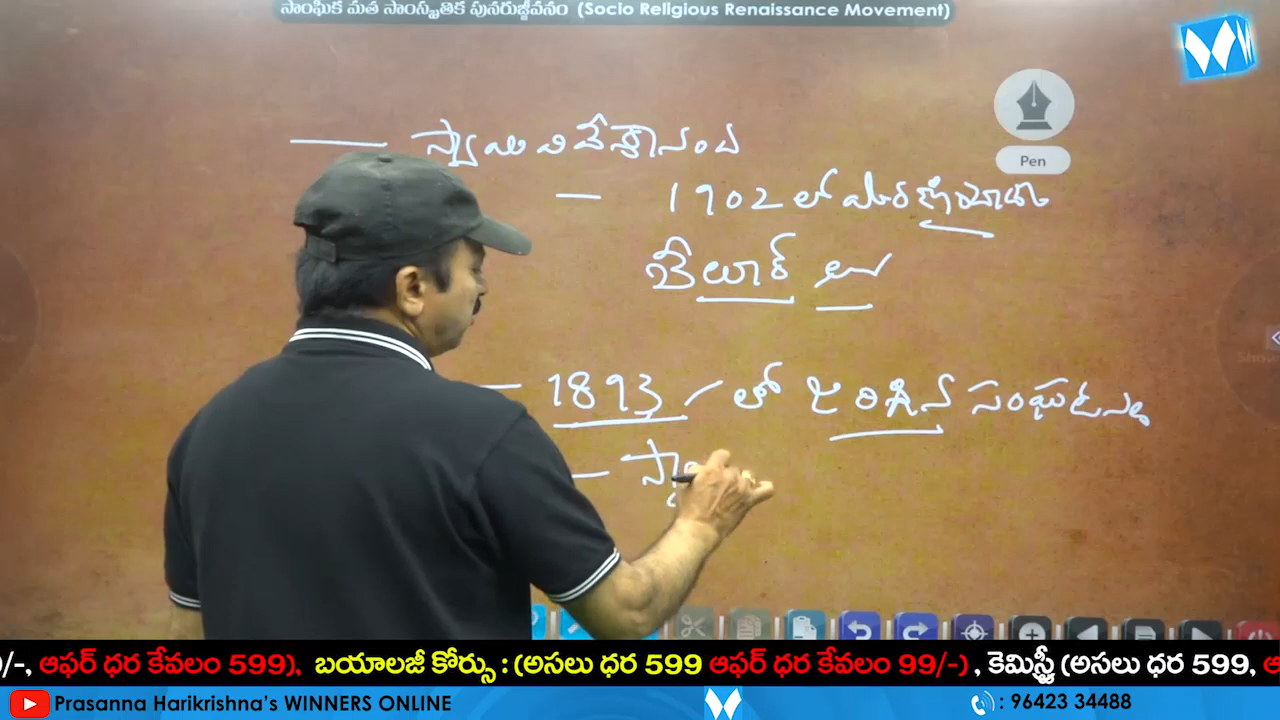 సాంఘిక మత సాంస్కృతిక పునరుజ్జీవనం (Socio Religious Renaissance Movement)
Pen
స్వామి వివేకానంద
- 1902 లో మరణించారు
బేలూర్ లు
- 1893 లో జరిగిన సంఘటనలు
- స్వా
/-, ఆఫర్ ధర కేవలం 599), బయాలజీ కోర్సు : (అసలు ధర 599 ఆఫర్ ధర కేవలం 99/-) , కెమిస్ట్రీ (అసలు ధర 599,
Prasanna Harikrishna's WINNERS ONLINE
: 96423 34488